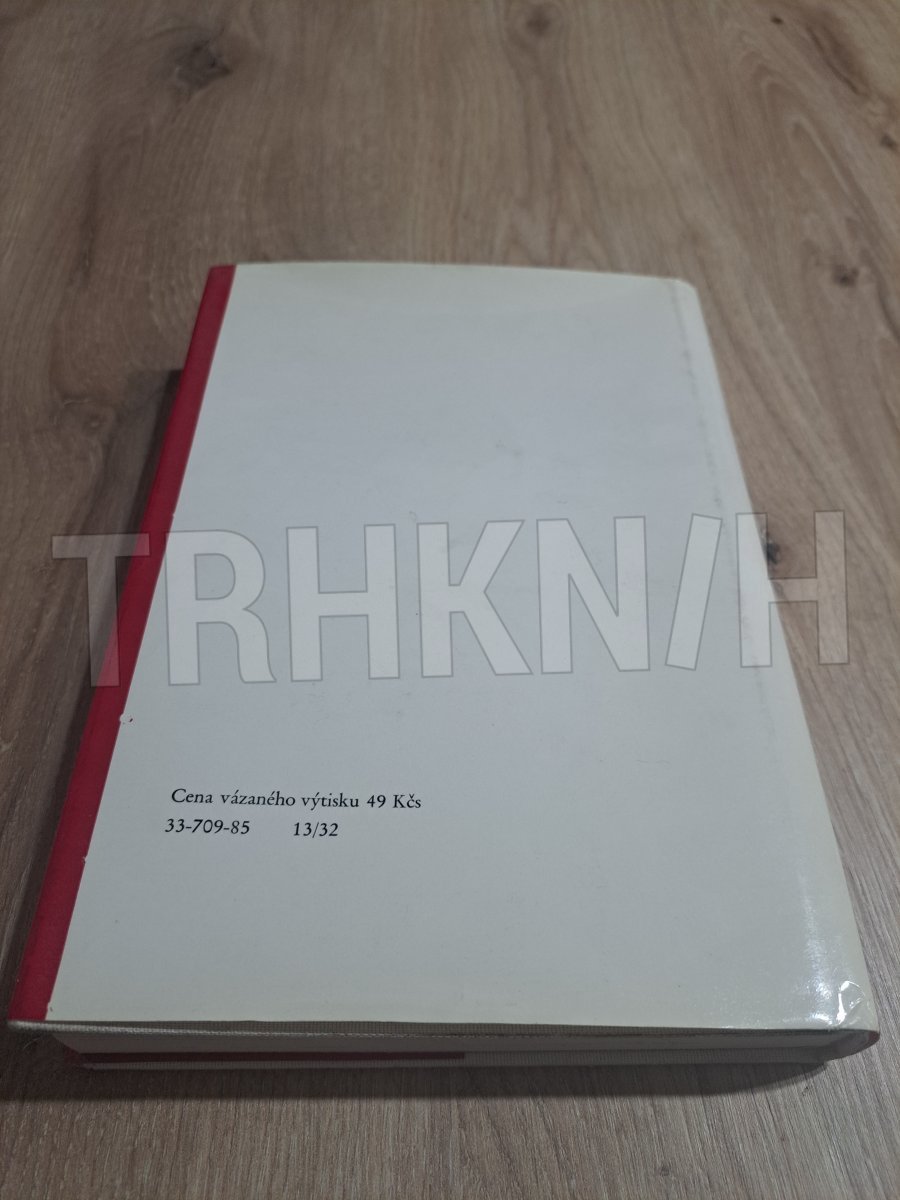 TRHKNIH
Cena vázaného výtisku 49 Kčs
33-709-85 13/32